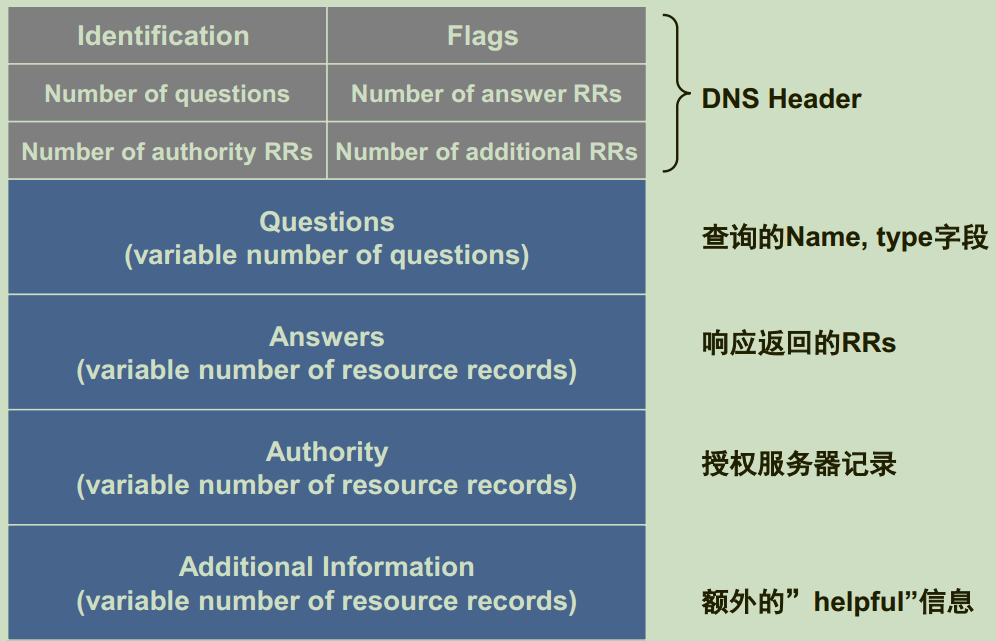 Identification
Flags
Number of questions
Number of answer RRs
Number of authority RRs
Number of additional RRs
DNS Header
Questions
(variable number of questions)
查询的Name, type字段
Answers
(variable number of resource records)
响应返回的RRs
Authority
(variable number of resource records)
授权服务器记录
Additional Information
(variable number of resource records)
额外的”helpful”信息